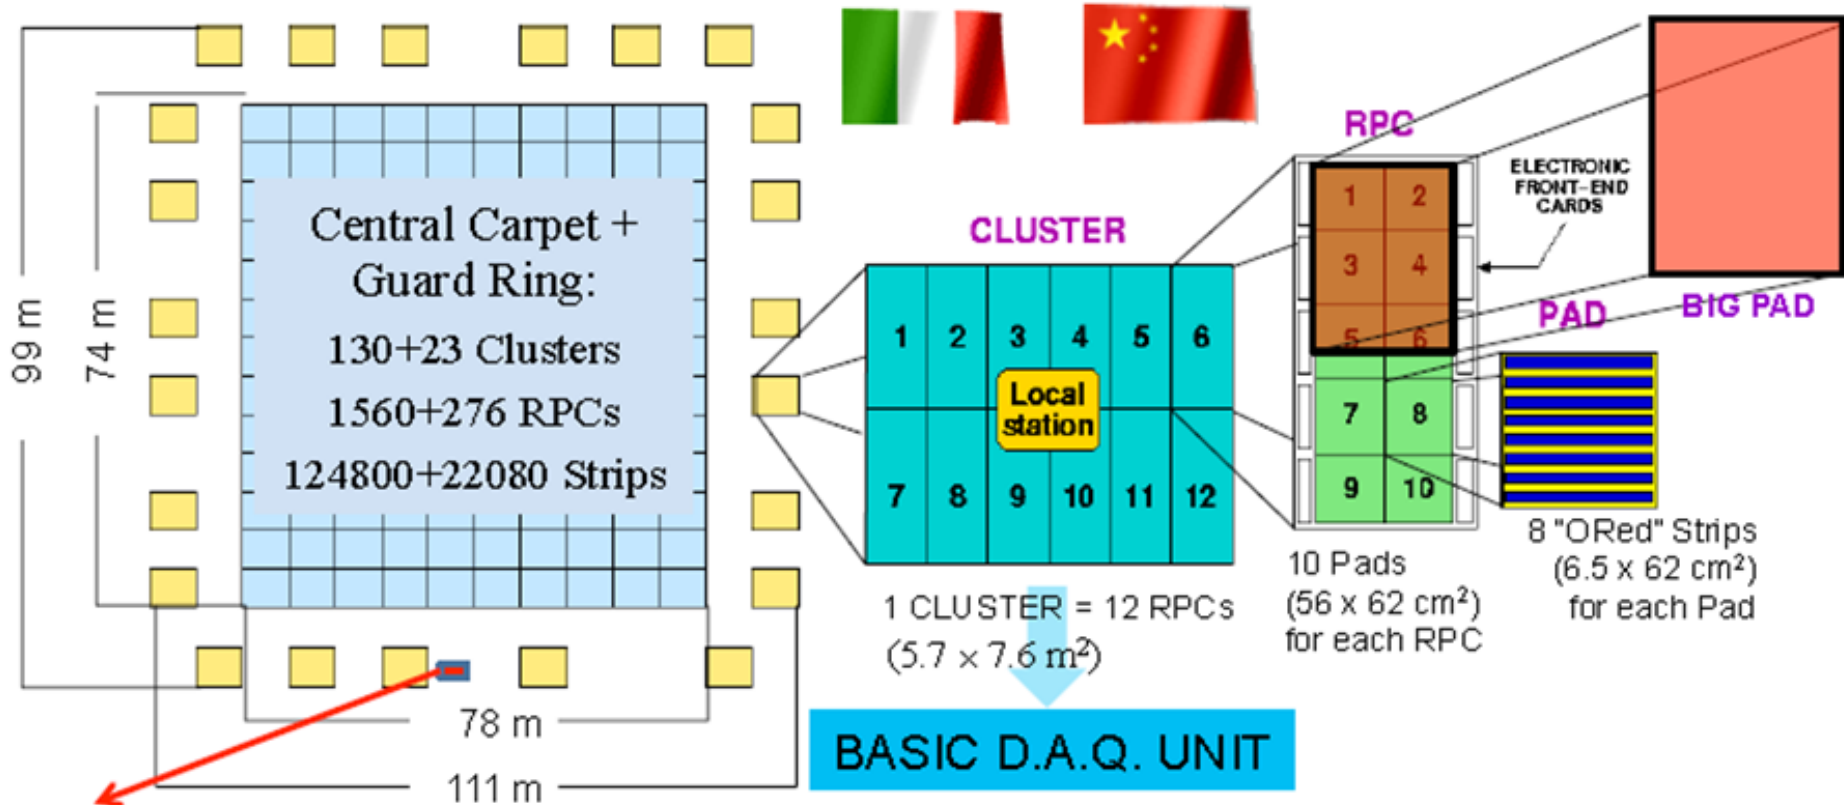 99 m
74 m
Central Carpet +
Guard Ring:
130+23 Clusters
1560+276 RPCs
124800+22080 Strips
78 m
111 m
CLUSTER
1 2 3 4 5 6
Local
station
7 8 9 10 11 12
1 CLUSTER = 12 RPCs
(5.7 × 7.6 m²)
BASIC D.A.Q. UNIT
RPC
1 2
3 4
5 6
7 8
9 10
ELECTRONIC
FRONT-END
CARDS
10 Pads
(56 x 62 cm²)
for each RPC
PAD
BIG PAD
8 "ORed" Strips
(6.5 x 62 cm²)
for each Pad